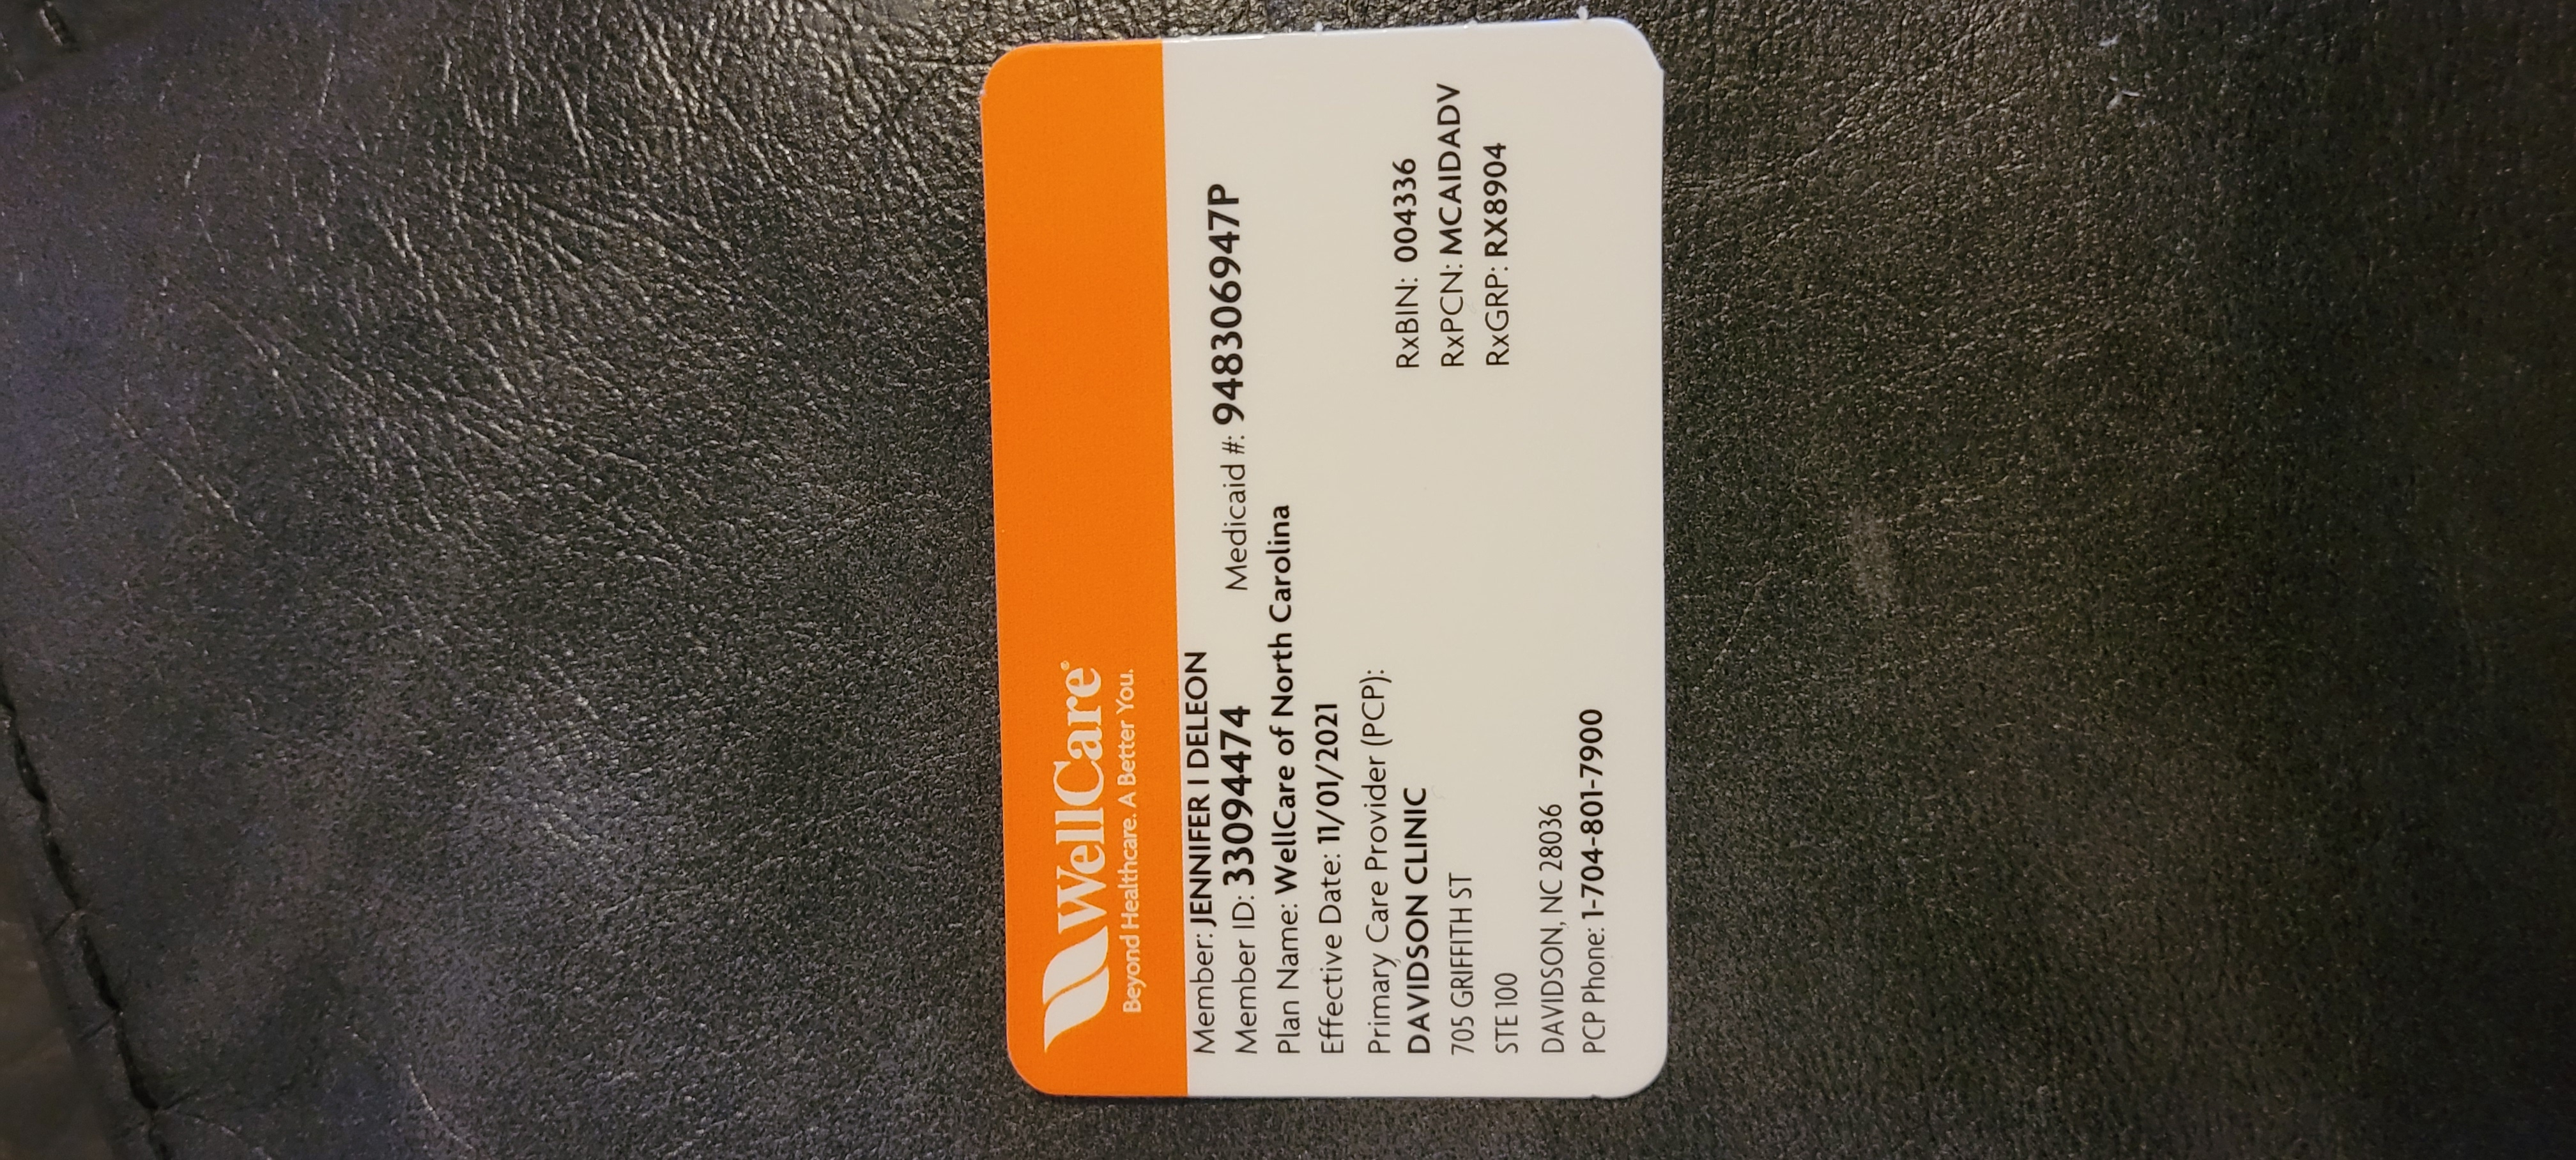 WellCare®
Beyond Healthcare. A Better You.
Member: JENNIFER I DELEON
Member ID: 33094474 Medicaid #: 948306947P
Plan Name: WellCare of North Carolina
Effective Date: 11/01/2021
Primary Care Provider (PCP): RxBIN: 004336
DAVIDSON CLINIC RxPCN: MCAIDADV
705 GRIFFITH ST RxGRP: RX8904
STE 100
DAVIDSON, NC 28036
PCP Phone: 1-704-801-7900